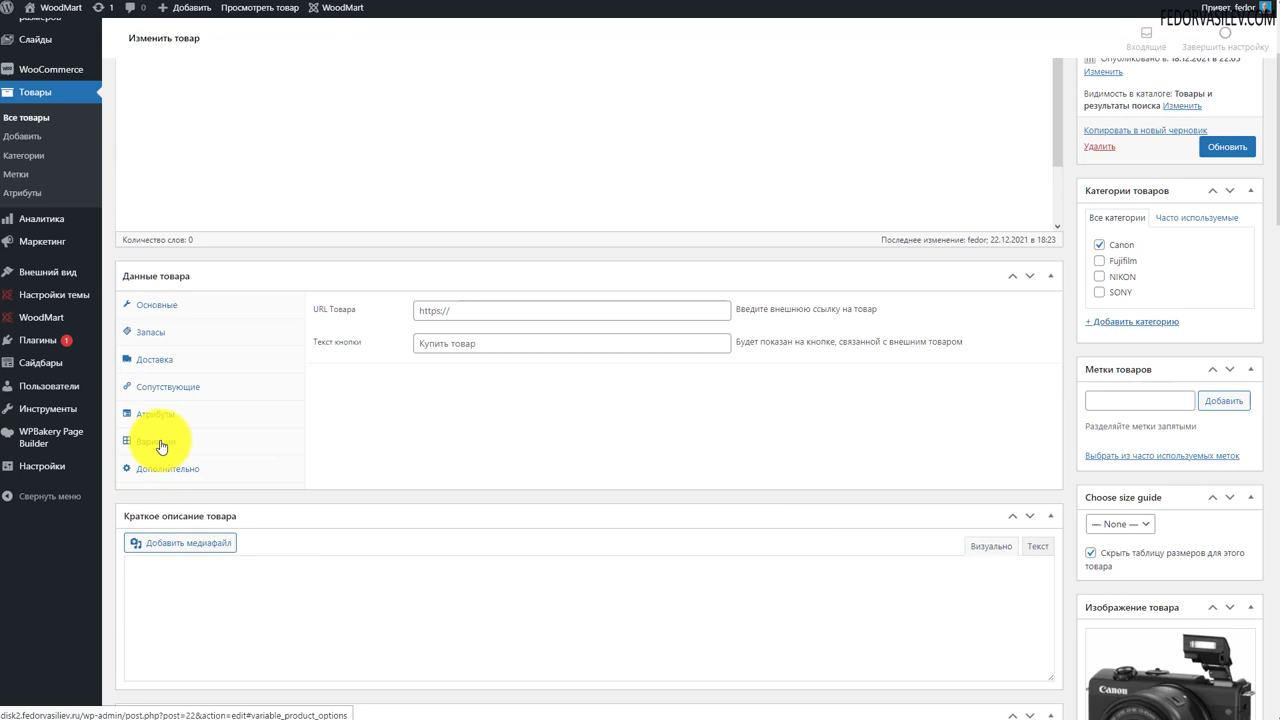 WoodMart
1
0
Добавить
Просмотреть товар
WoodMart
Привет, fedor
FEDORVASILEV.COM
Изменить товар
Входящие
Завершить настройку
размеров
Слайды
WooCommerce
Товары
Все товары
Добавить
Категории
Метки
Атрибуты
Аналитика
Маркетинг
Внешний вид
Настройки темы
WoodMart
Плагины 1
Сайдбары
Пользователи
Инструменты
WPBakery Page
Builder
Настройки
Свернуть меню
Количество слов: 0
Последнее изменение: fedor; 22.12.2021 в 18:23
Данные товара
Основные
Запасы
Доставка
Сопутствующие
Атрибуты
Вариации
Дополнительно
URL Товара
https://
Введите внешнюю ссылку на товар
Текст кнопки
Купить товар
Будет показан на кнопке, связанной с внешним товаром
Краткое описание товара
Добавить медиафайл
Визуально
Текст
Опубликовано в: 18.12.2021 в 22:05
Изменить
Видимость в каталоге: Товары и
результаты поиска Изменить
Копировать в новый черновик
Удалить
Обновить
Категории товаров
Все категории
Часто используемые
Canon
Fujifilm
NIKON
SONY
+ Добавить категорию
Метки товаров
Добавить
Разделяйте метки запятыми
Выбрать из часто используемых меток
Choose size guide
— None —
Скрыть таблицу размеров для этого
товара
Изображение товара
Canon
disk2.fedorvasiliev.ru/wp-admin/post.php?post=22&action=edit#variable_product_options